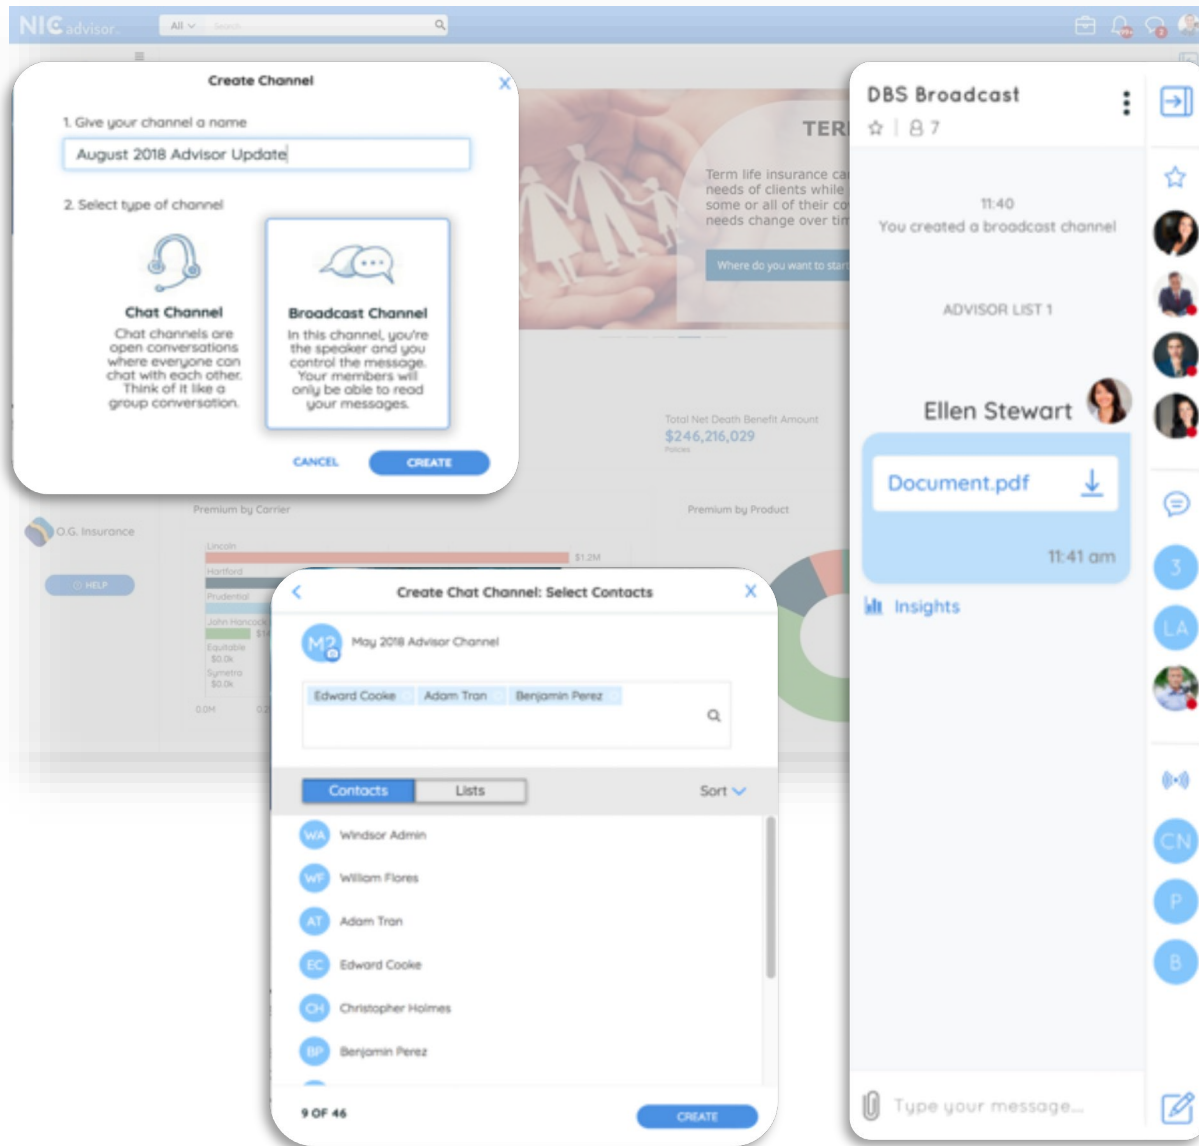 NIC advisor.
All
Search
99+
2
Create Channel
X
1. Give your channel a name
August 2018 Advisor Update
2. Select type of channel
Chat Channel
Chat channels are
open conversations
where everyone can
chat with each other.
Think of it like a
group conversation.
Broadcast Channel
In this channel, you're
the speaker and you
control the message.
Your members will
only be able to read
your messages.
CANCEL
CREATE
TER
Term life insurance ca
needs of clients while
some or all of their co
needs change over tim
Where do you want to start
Total Net Death Benefit Amount
$246,216,029
Policies
O.G. Insurance
HELP
Premium by Carrier
Lincoln
$1.2M
Hartford
Prudential
John Hancock
Equitable
$0.0k
Symetra
$0.0k
0.0M
Premium by Product
Create Chat Channel: Select Contacts
X
M2
May 2018 Advisor Channel
Edward Cooke
Adam Tran
Benjamin Perez
Contacts
Lists
Sort
WA
Windsor Admin
WF
William Flores
AT
Adam Tran
EC
Edward Cooke
CH
Christopher Holmes
BP
Benjamin Perez
9 OF 46
CREATE
DBS Broadcast
7
11:40
You created a broadcast channel
ADVISOR LIST 1
Ellen Stewart
Document.pdf
11:41 am
Insights
Type your message...
3
LA
CN
P
B